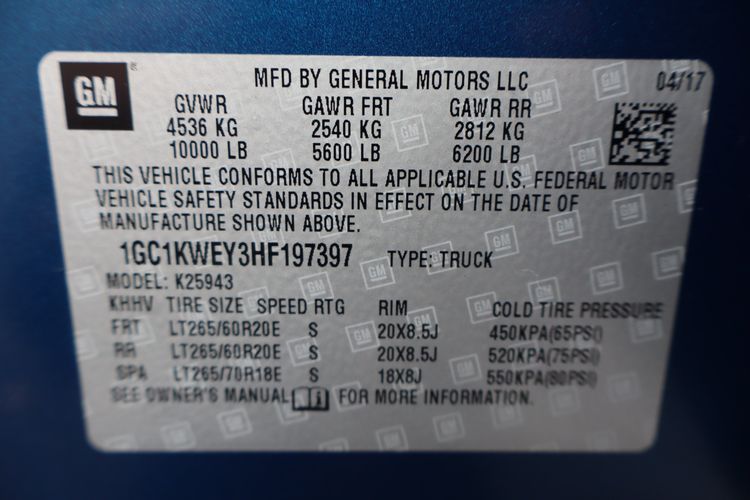 GM
MFD BY GENERAL MOTORS LLC 04/17
GVWR GAWR FRT GAWR RR
4536 KG 2540 KG 2812 KG
10000 LB 5600 LB 6200 LB
THIS VEHICLE CONFORMS TO ALL APPLICABLE U.S. FEDERAL MOTOR
VEHICLE SAFETY STANDARDS IN EFFECT ON THE DATE OF
MANUFACTURE SHOWN ABOVE.
1GC1KWEY3HF197397 TYPE: TRUCK
MODEL: K25943
KHHV TIRE SIZE SPEED RTG RIM COLD TIRE PRESSURE
FRT LT265/60R20E S 20X8.5J 450KPA(65PSI)
RR LT265/60R20E S 20X8.5J 520KPA(75PSI)
SPA LT265/70R18E S 18X8J 550KPA(80PSI)
SEE OWNER'S MANUAL FOR MORE INFORMATION.